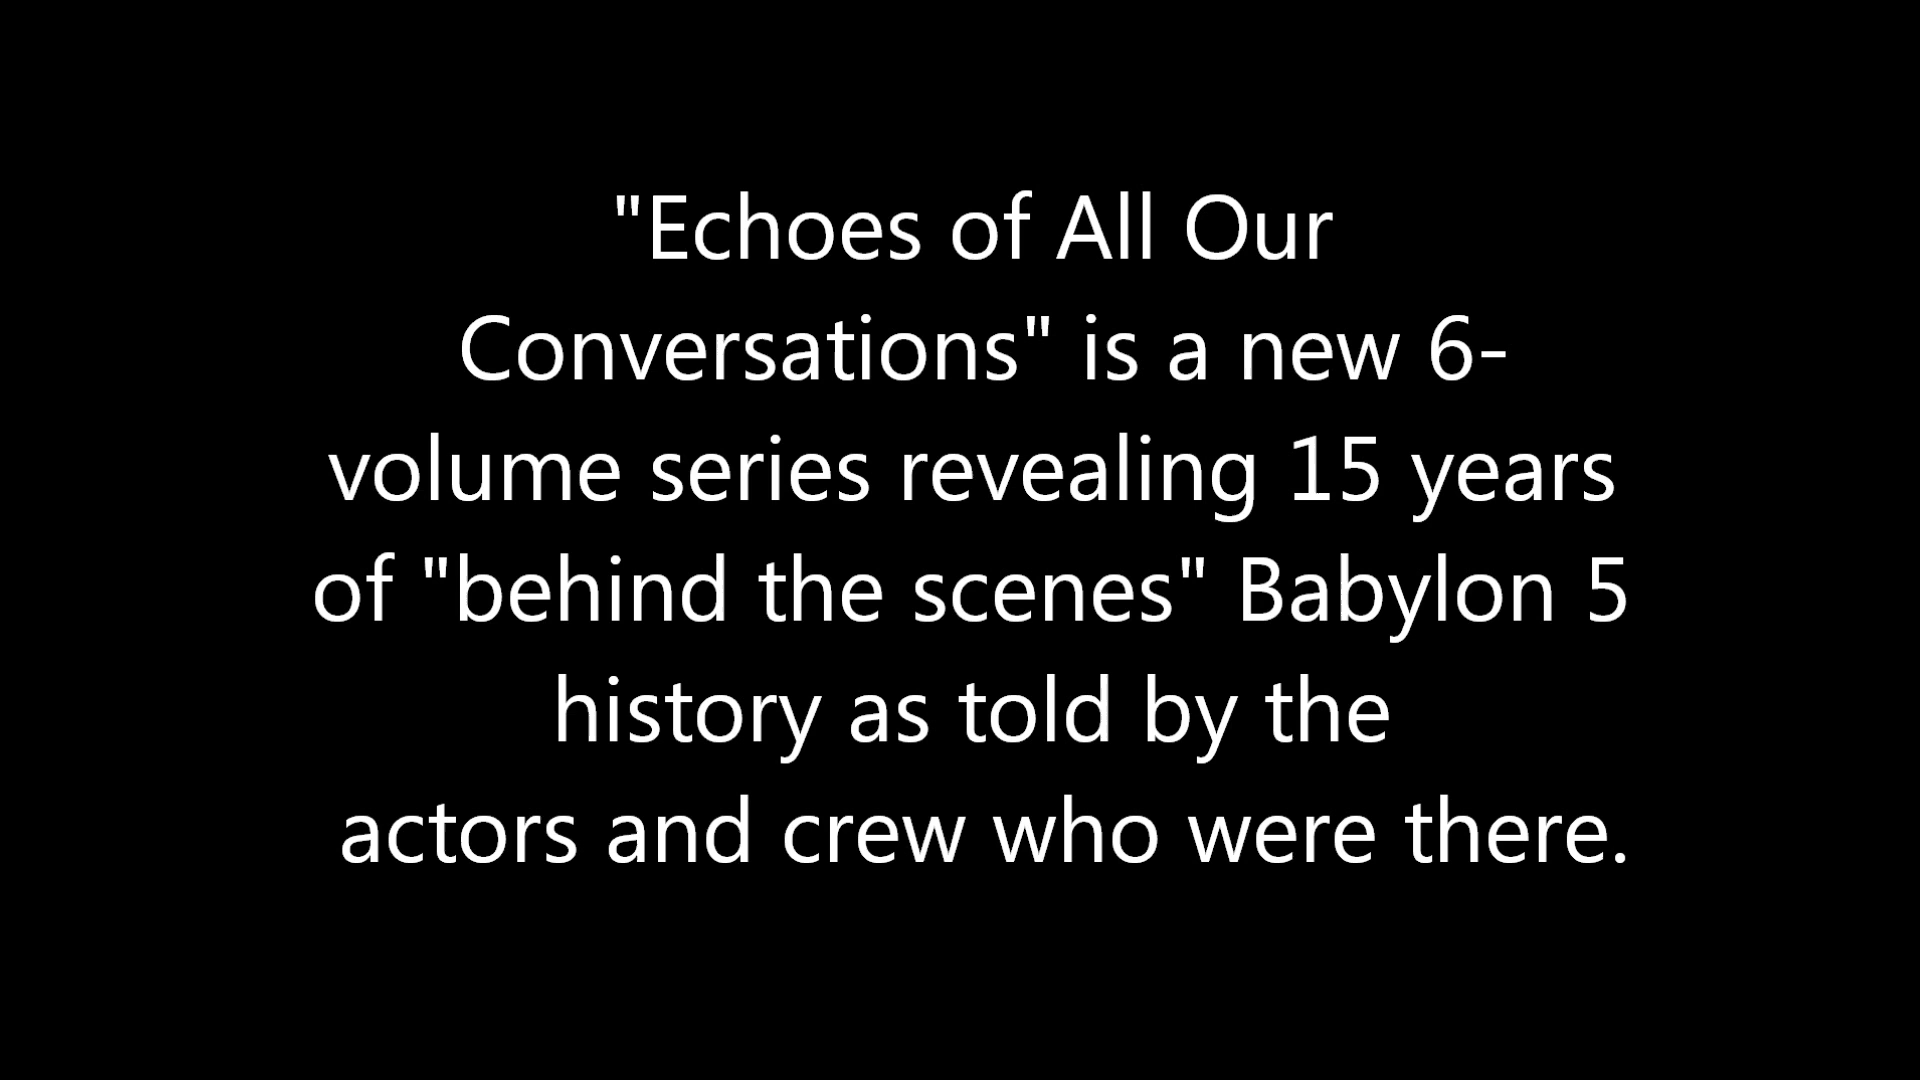 "Echoes of All Our
Conversations" is a new 6-
volume series revealing 15 years
of "behind the scenes" Babylon 5
history as told by the
actors and crew who were there.